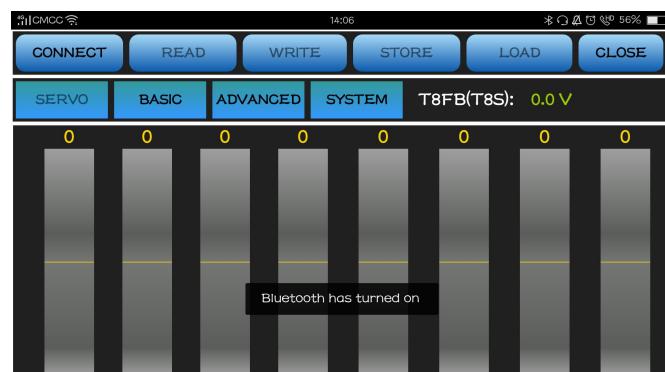 4G CMCC 14:06 56%
CONNECT READ WRITE STORE LOAD CLOSE
SERVO BASIC ADVANCED SYSTEM T8FB(T8S): 0.0 V
0 0 0 0 0 0 0 0
Bluetooth has turned on